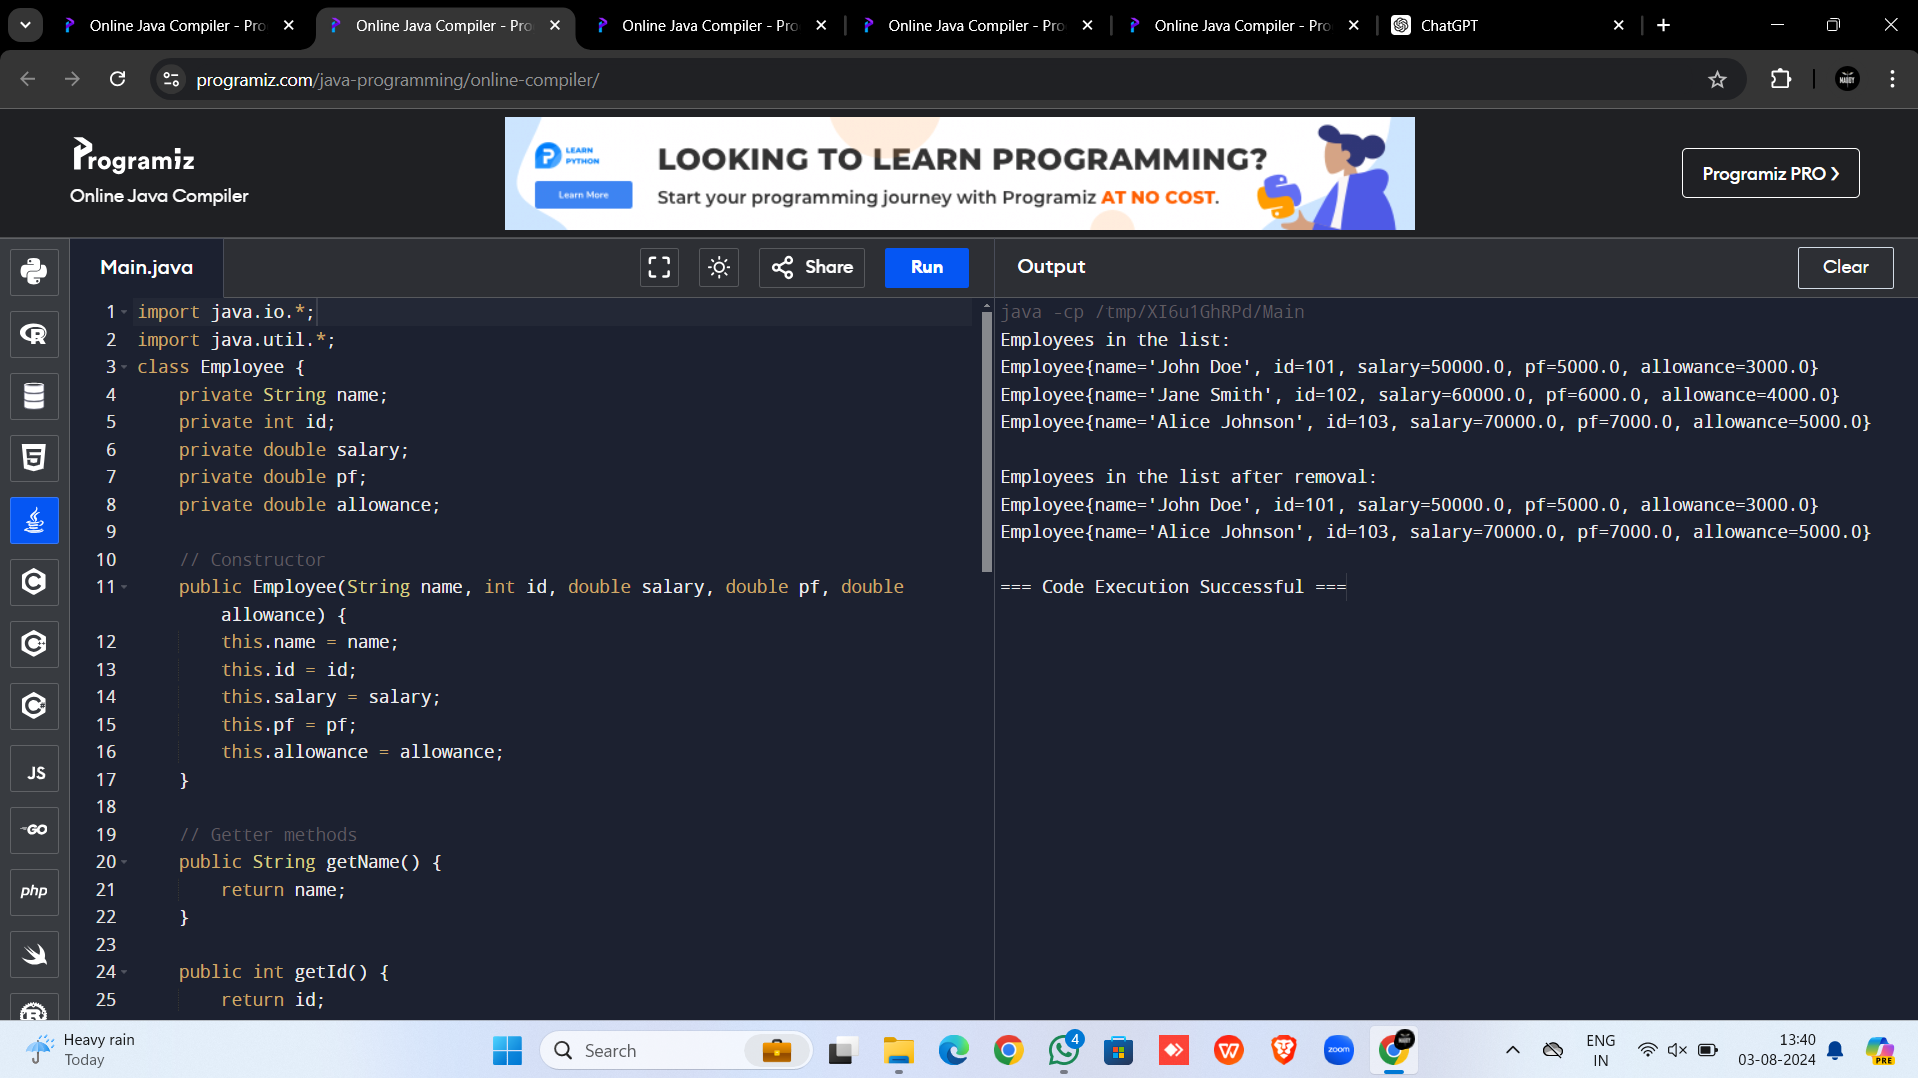 Online Java Compiler - Pro
Online Java Compiler - Pro
Online Java Compiler - Pro
Online Java Compiler - Pro
Online Java Compiler - Pro
ChatGPT
programiz.com/java-programming/online-compiler/
Programiz
Online Java Compiler
LEARN
PYTHON
Learn More
LOOKING TO LEARN PROGRAMMING?
Start your programming journey with Programiz AT NO COST.
Programiz PRO
Main.java
Share
Run
Output
Clear
1 import java.io.*;
2 import java.util.*;
3 class Employee {
4 private String name;
5 private int id;
6 private double salary;
7 private double pf;
8 private double allowance;
9
10 // Constructor
11 public Employee(String name, int id, double salary, double pf, double
allowance) {
12 this.name = name;
13 this.id = id;
14 this.salary = salary;
15 this.pf = pf;
16 this.allowance = allowance;
17 }
18
19 // Getter methods
20 public String getName() {
21 return name;
22 }
23
24 public int getId() {
25 return id;
java -cp /tmp/XI6u1GhRPd/Main
Employees in the list:
Employee{name='John Doe', id=101, salary=50000.0, pf=5000.0, allowance=3000.0}
Employee{name='Jane Smith', id=102, salary=60000.0, pf=6000.0, allowance=4000.0}
Employee{name='Alice Johnson', id=103, salary=70000.0, pf=7000.0, allowance=5000.0}
Employees in the list after removal:
Employee{name='John Doe', id=101, salary=50000.0, pf=5000.0, allowance=3000.0}
Employee{name='Alice Johnson', id=103, salary=70000.0, pf=7000.0, allowance=5000.0}
=== Code Execution Successful ===
JS
GO
php
Heavy rain
Today
Search
4
zoom
ENG
IN
13:40
03-08-2024
PRE